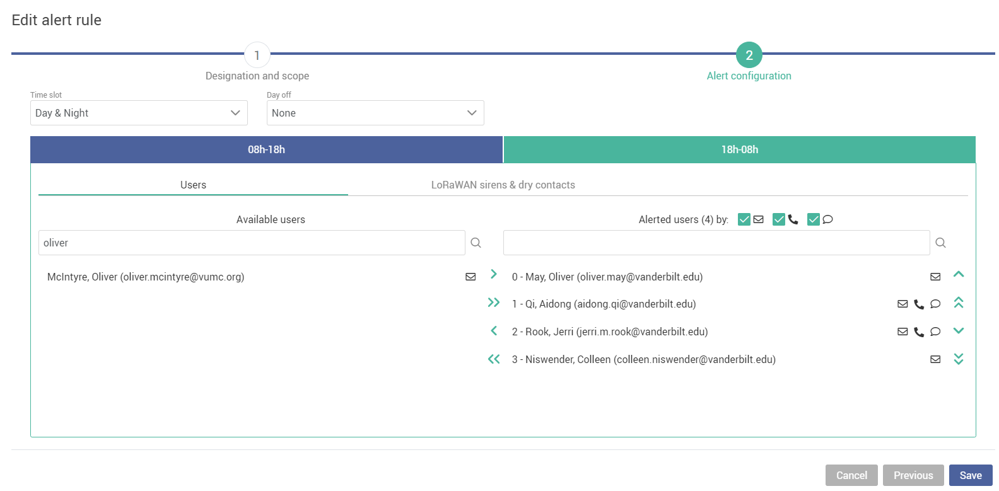 Edit alert rule
1
2
Designation and scope
Alert configuration
Time slot
Day off
Day & Night
None
08h-18h
18h-08h
Users
LoRaWAN sirens & dry contacts
Available users
Alerted users (4) by:
oliver
McIntyre, Oliver (oliver.mcintyre@vumc.org)
0 - May, Oliver (oliver.may@vanderbilt.edu)
1 - Qi, Aidong (aidong.qi@vanderbilt.edu)
2 - Rook, Jerri (jerri.m.rook@vanderbilt.edu)
3 - Niswender, Colleen (colleen.niswender@vanderbilt.edu)
Cancel
Previous
Save